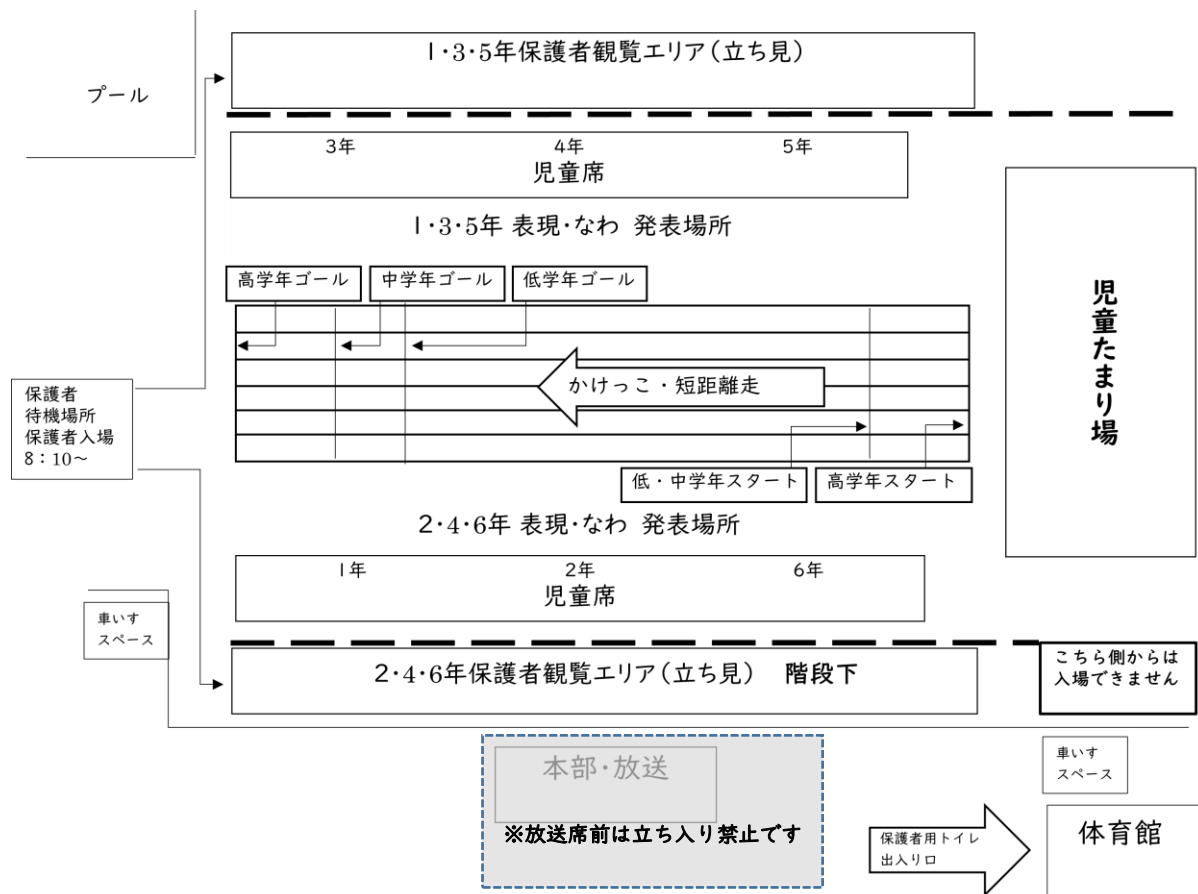 1・3・5年保護者観覧エリア(立ち見)
プール
3年 4年 5年
児童席
1・3・5年 表現・なわ 発表場所
高学年ゴール 中学年ゴール 低学年ゴール
児童たまり場
かけっこ・短距離走
保護者
待機場所
保護者入場
8:10~
低・中学年スタート 高学年スタート
2・4・6年 表現・なわ 発表場所
1年 2年 6年
児童席
車いす
スペース
2・4・6年保護者観覧エリア(立ち見) 階段下
こちら側からは
入場できません
本部・放送
※放送席前は立ち入り禁止です
車いす
スペース
保護者用トイレ
出入り口
体育館